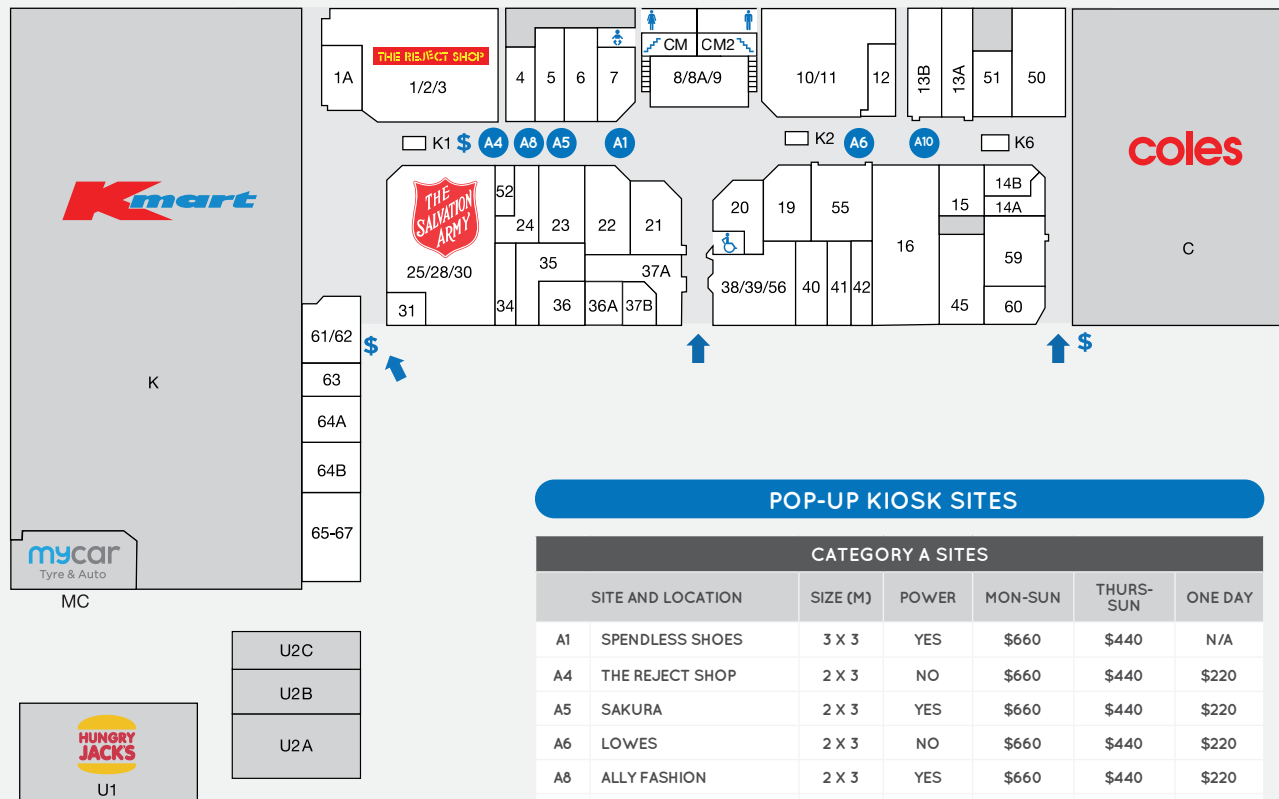 CM CM2
THE REJECT SHOP
1A 1/2/3 4 5 6 7 8/8A/9 10/11 12 13B 13A 51 50
K1 $ A4 A8 A5 A1 K2 A6 A10 K6
coles
Kmart
THE
SALVATION
ARMY
52 24 23 22 21 20 19 55 16 15 14B
14A
C
25/28/30 35 37A 59
31 34 36 36A 37B 38/39/56 40 41 42 45 60
61/62 $ $
K 63
64A
64B
65-67
mycar
Tyre & Auto
MC
U2C
U2B
U2A
HUNGRY
JACK'S
U1
POP-UP KIOSK SITES
CATEGORY A SITES
SITE AND LOCATION SIZE (M) POWER MON-SUN THURS-SUN ONE DAY
A1 SPENDLESS SHOES 3 X 3 YES $660 $440 N/A
A4 THE REJECT SHOP 2 X 3 NO $660 $440 $220
A5 SAKURA 2 X 3 YES $660 $440 $220
A6 LOWES 2 X 3 NO $660 $440 $220
A8 ALLY FASHION 2 X 3 YES $660 $440 $220